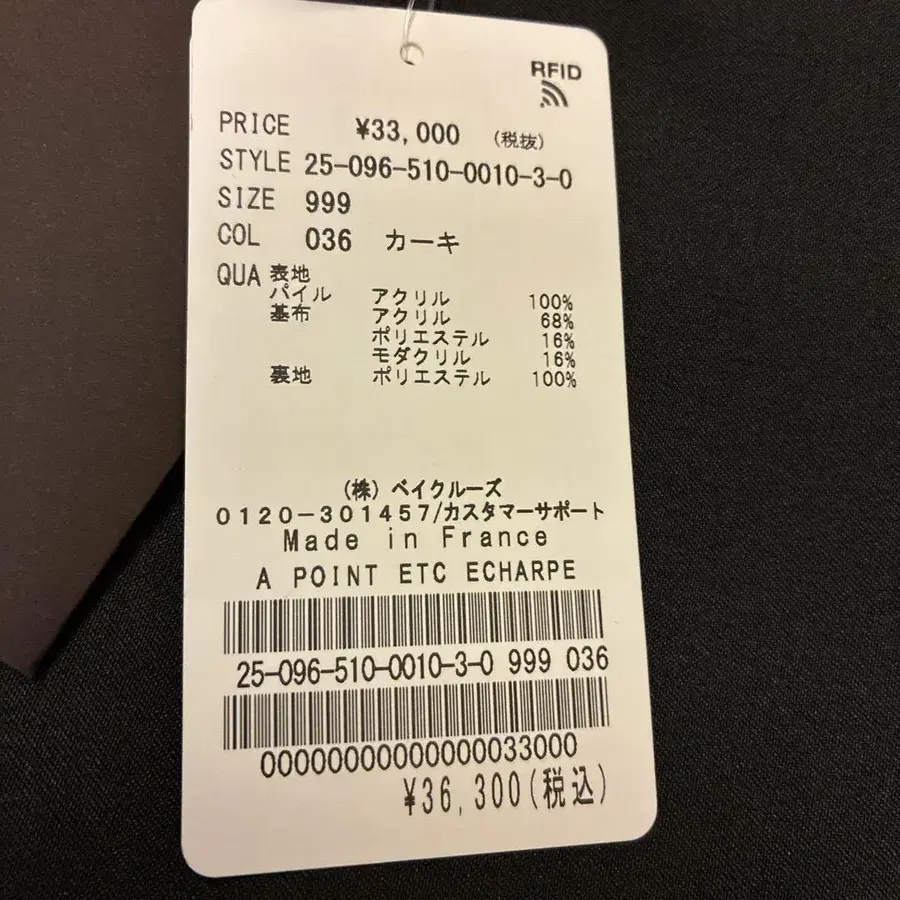 RFID
PRICE ¥33,000 (税抜)
STYLE 25-096-510-0010-3-0
SIZE 999
COL 036 カーキ
QUA 表地
パイル アクリル 100%
基布 アクリル 68%
ポリエステル 16%
モダクリル 16%
裏地 ポリエステル 100%
(株) ベイクルーズ
0120-301457/カスタマーサポート
Made in France
A POINT ETC ECHARPE
25-096-510-0010-3-0 999 036
0000000000000033000
¥36,300(税込)